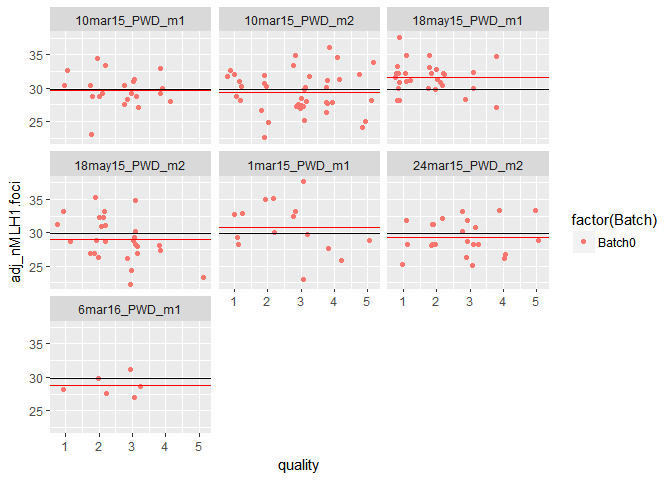 10mar15_PWD_m1 10mar15_PWD_m2 18may15_PWD_m1
35
30
25
18may15_PWD_m2 1mar15_PWD_m1 24mar15_PWD_m2
35
30
25
1 2 3 4 5 1 2 3 4 5
6mar16_PWD_m1
35
30
25
1 2 3 4 5
adj_nMLH1.foci
quality
factor(Batch)
Batch0